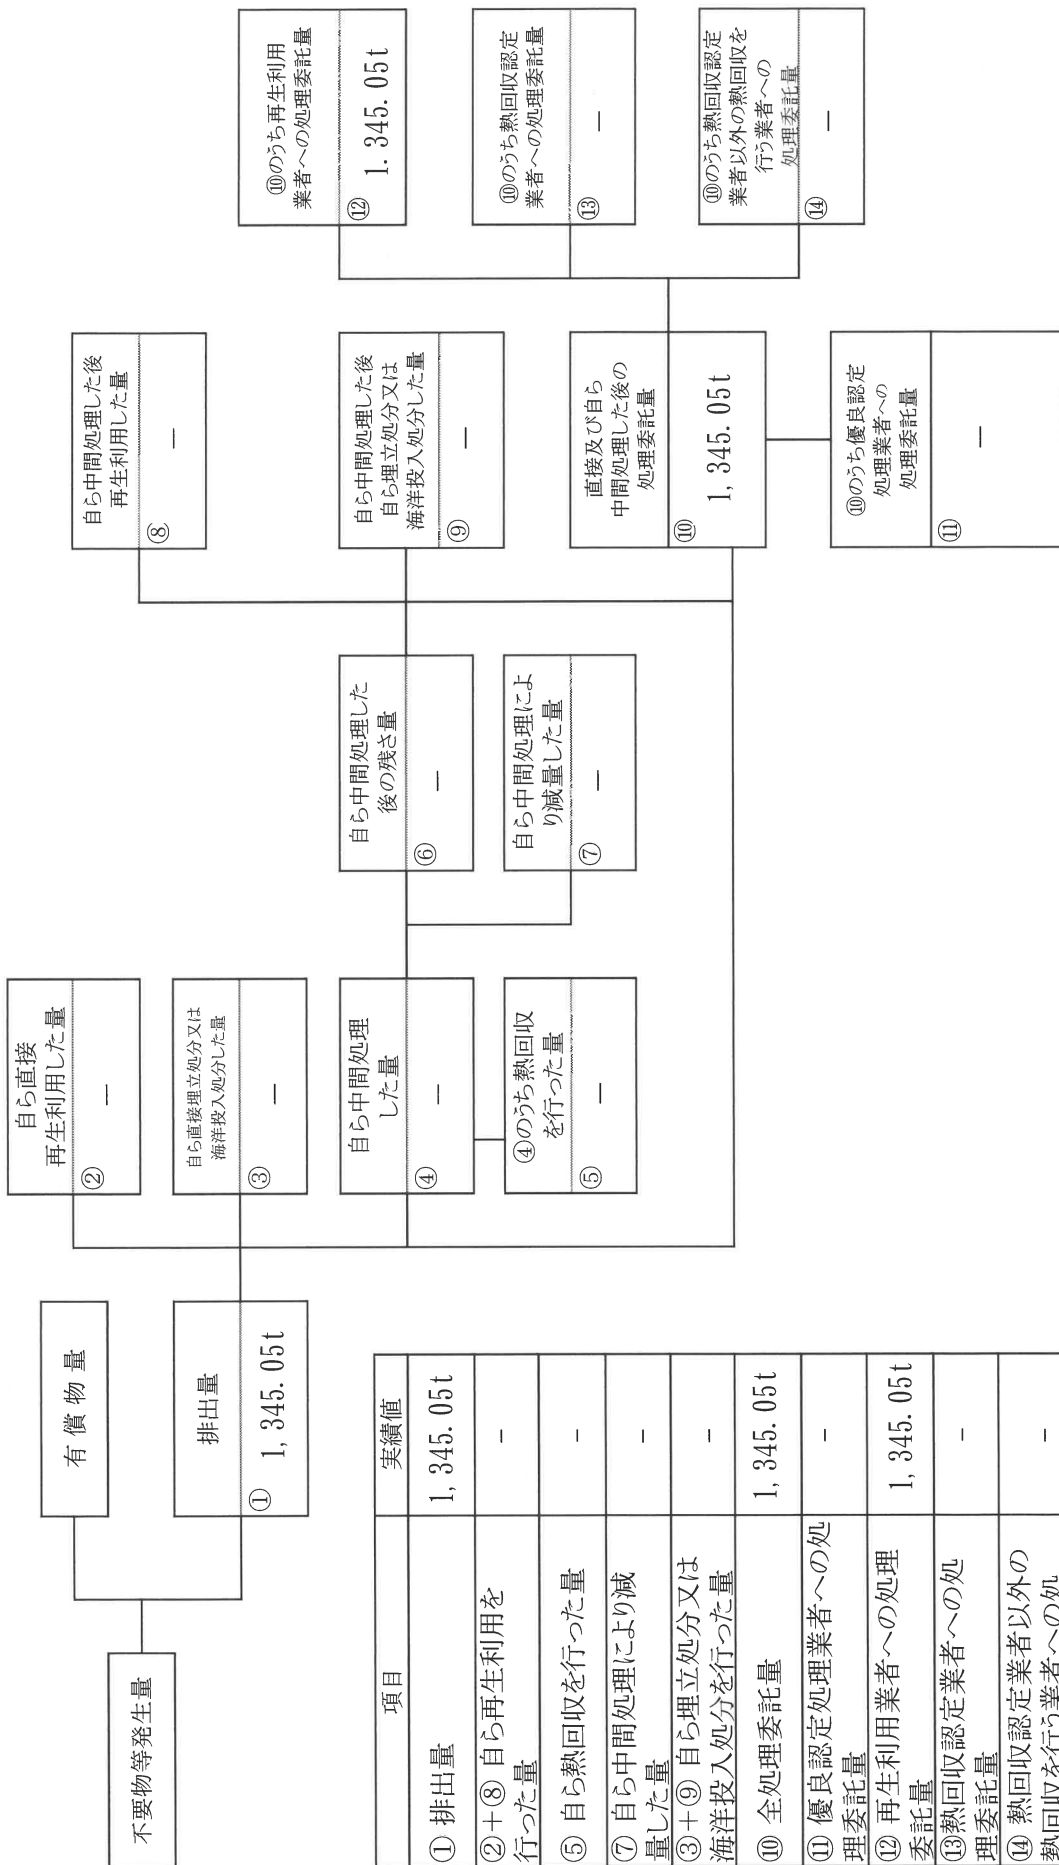 不要物等発生量
有償物量
排出量
① 1,345.05t
自ら直接
再生利用した量
② －
自ら直接埋立処分又は
海洋投入処分した量
③ －
自ら中間処理
した量
④ －
④のうち熱回収
を行った量
⑤ －
自ら中間処理した
後の残さ量
⑥ －
自ら中間処理によ
り減量した量
⑦ －
自ら中間処理した後
再生利用した量
⑧ －
自ら中間処理した後
自ら埋立処分又は
海洋投入処分した量
⑨ －
直接及び自ら
中間処理した後の
処理委託量
⑩ 1,345.05t
⑩のうち優良認定
処理業者への
処理委託量
⑪ －
⑩のうち再生利用
業者への処理委託量
⑫ 1.345.05t
⑩のうち熱回収認定
業者への処理委託量
⑬ －
⑩のうち熱回収認定
業者以外の熱回収を
行う業者への
処理委託量
⑭ －
項目 実績値
① 排出量 1,345.05t
②＋⑧ 自ら再生利用を
行った量 －
⑤ 自ら熱回収を行った量 －
⑦ 自ら中間処理により減
量した量 －
③＋⑨ 自ら埋立処分又は
海洋投入処分を行った量 －
⑩ 全処理委託量 1,345.05t
⑪ 優良認定処理業者への処
理委託量 －
⑫ 再生利用業者への処理
委託量 1,345.05t
⑬熱回収認定業者への処
理委託量 －
⑭ 熱回収認定業者以外の
熱回収を行う業者への処 －